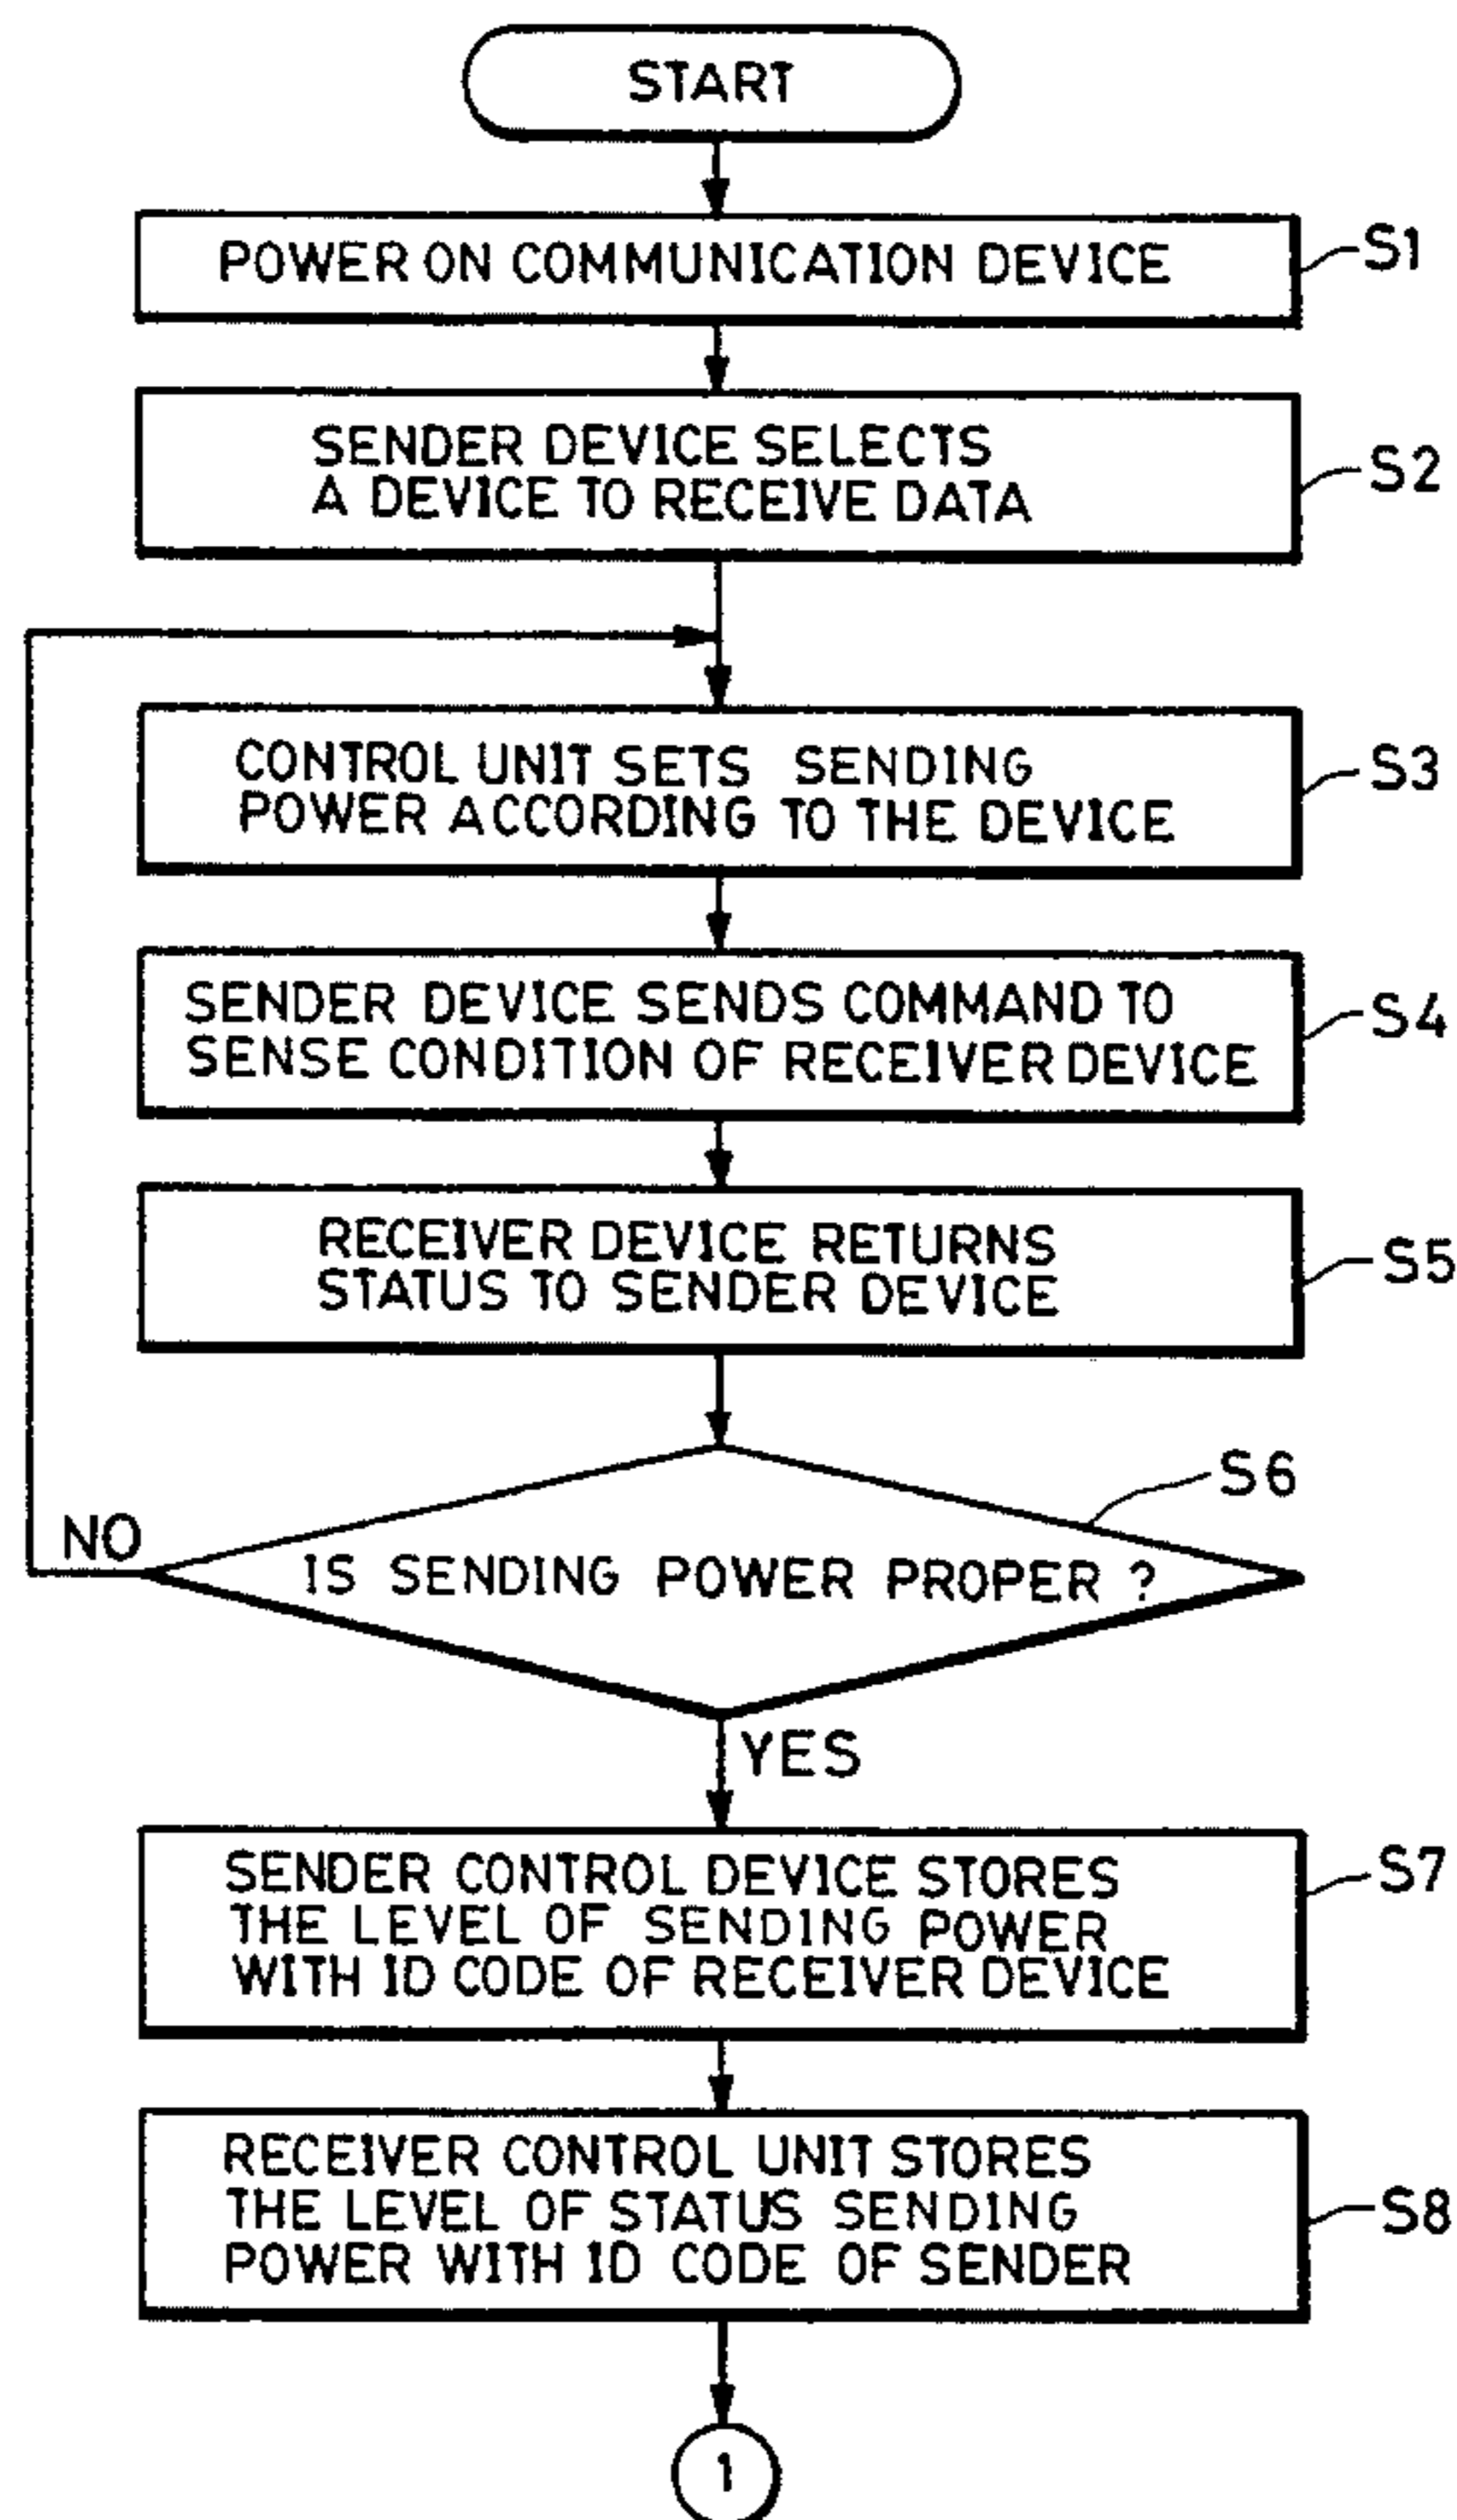 START
POWER ON COMMUNICATION DEVICE
S1
SENDER DEVICE SELECTS
A DEVICE TO RECEIVE DATA
S2
CONTROL UNIT SETS SENDING
POWER ACCORDING TO THE DEVICE
S3
SENDER DEVICE SENDS COMMAND TO
SENSE CONDITION OF RECEIVER DEVICE
S4
RECEIVER DEVICE RETURNS
STATUS TO SENDER DEVICE
S5
S6
NO
IS SENDING POWER PROPER ?
YES
SENDER CONTROL DEVICE STORES
THE LEVEL OF SENDING POWER
WITH ID CODE OF RECEIVER DEVICE
S7
RECEIVER CONTROL UNIT STORES
THE LEVEL OF STATUS SENDING
POWER WITH ID CODE OF SENDER
S8
1